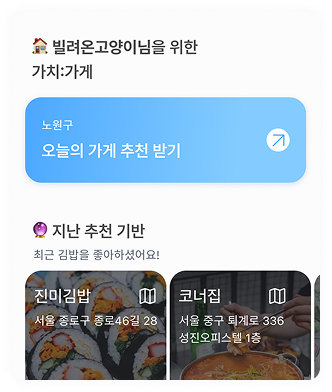 빌려온고양이님을 위한
가치:가게
노원구
오늘의 가게 추천 받기
지난 추천 기반
최근 김밥을 좋아하셨어요!
진미김밥
서울 종로구 종로46길 28
코너집
서울 중구 퇴계로 336
성진오피스텔 1층